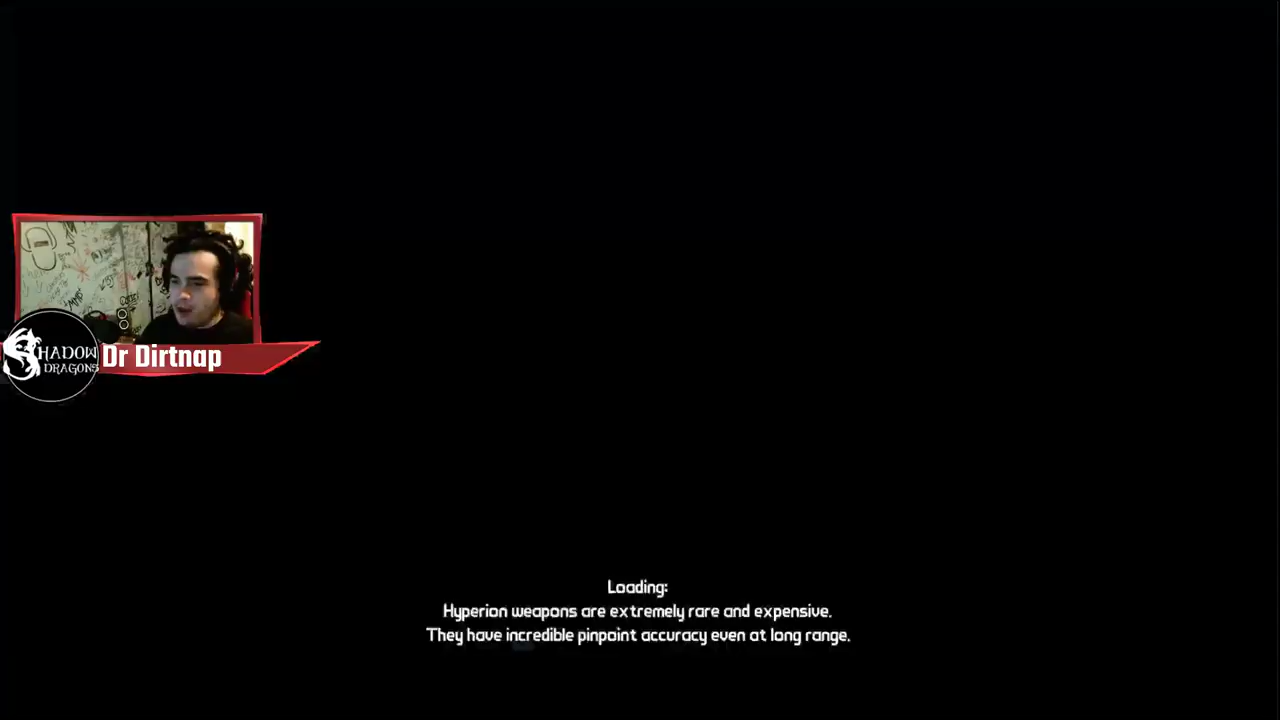 SHADOW
DRAGONS
Dr Dirtnap
Loading:
Hyperion weapons are extremely rare and expensive.
They have incredible pinpoint accuracy even at long range.